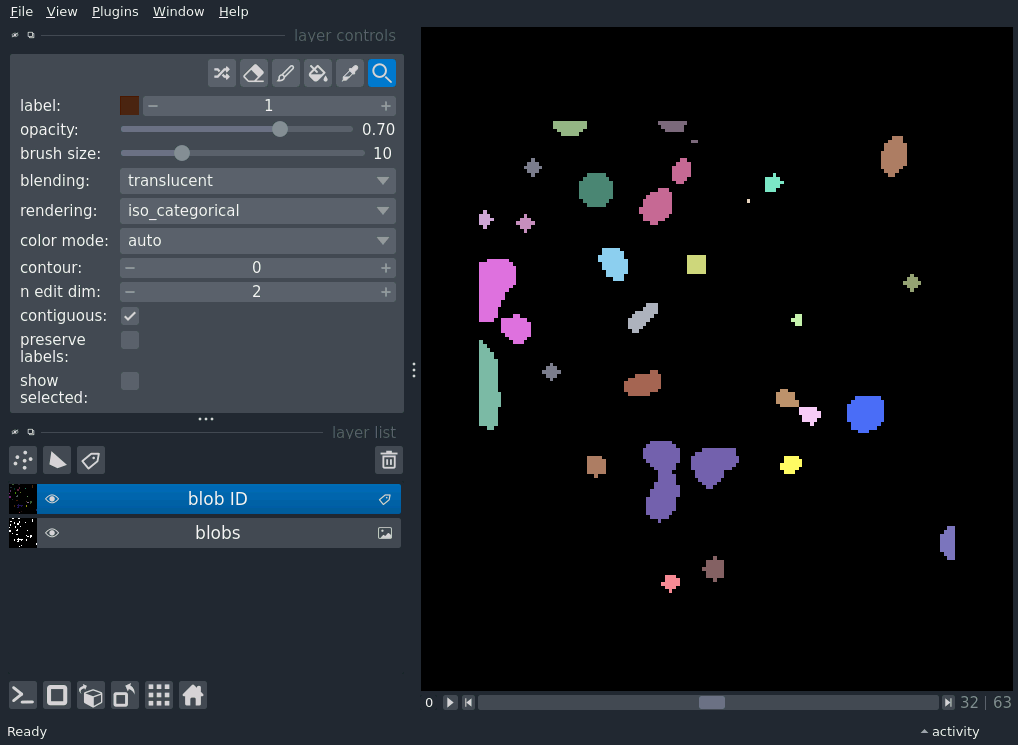 File View Plugins Window Help
layer controls
label: 1
opacity: 0.70
brush size: 10
blending: translucent
rendering: iso_categorical
color mode: auto
contour: 0
n edit dim: 2
contiguous:
preserve
labels:
show
selected:
layer list
blob ID
blobs
0 32 | 63
Ready activity